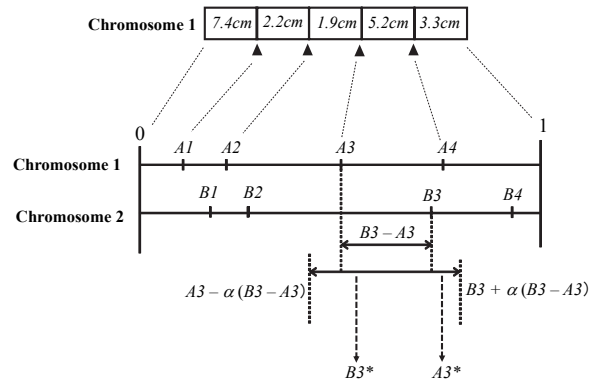 Chromosome 1 7.4cm 2.2cm 1.9cm 5.2cm 3.3cm
0 1
Chromosome 1 A1 A2 A3 A4
Chromosome 2 B1 B2 B3 B4
B3 – A3
A3 – α (B3 – A3) B3 + α (B3 – A3)
B3* A3*